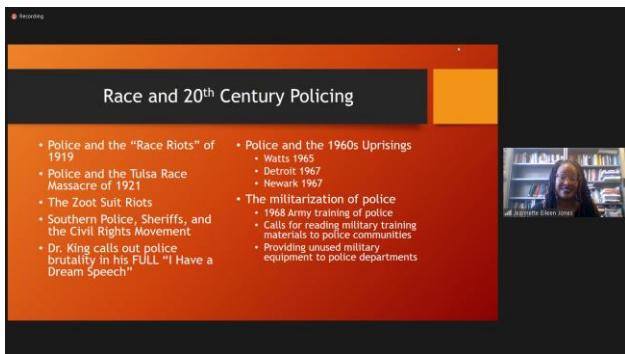 Recording
Race and 20th Century Policing
• Police and the “Race Riots” of
1919
• Police and the Tulsa Race
Massacre of 1921
• The Zoot Suit Riots
• Southern Police, Sheriffs, and
the Civil Rights Movement
• Dr. King calls out police
brutality in his FULL “I Have a
Dream Speech”
• Police and the 1960s Uprisings
• Watts 1965
• Detroit 1967
• Newark 1967
• The militarization of police
• 1968 Army training of police
• Calls for reading military training
materials to police communities
• Providing unused military
equipment to police departments
Jeannette Eileen Jones